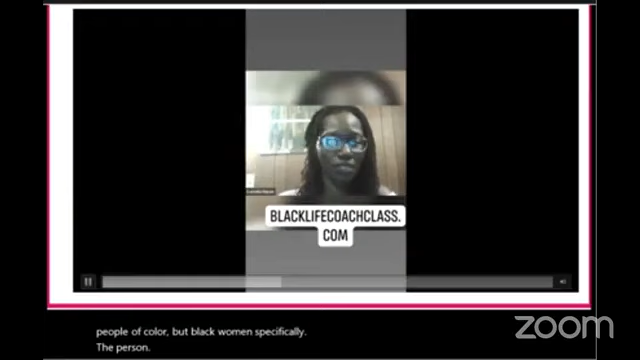 BLACKLIFECOACHCLASS.
COM
people of color, but black women specifically.
The person.
zoom